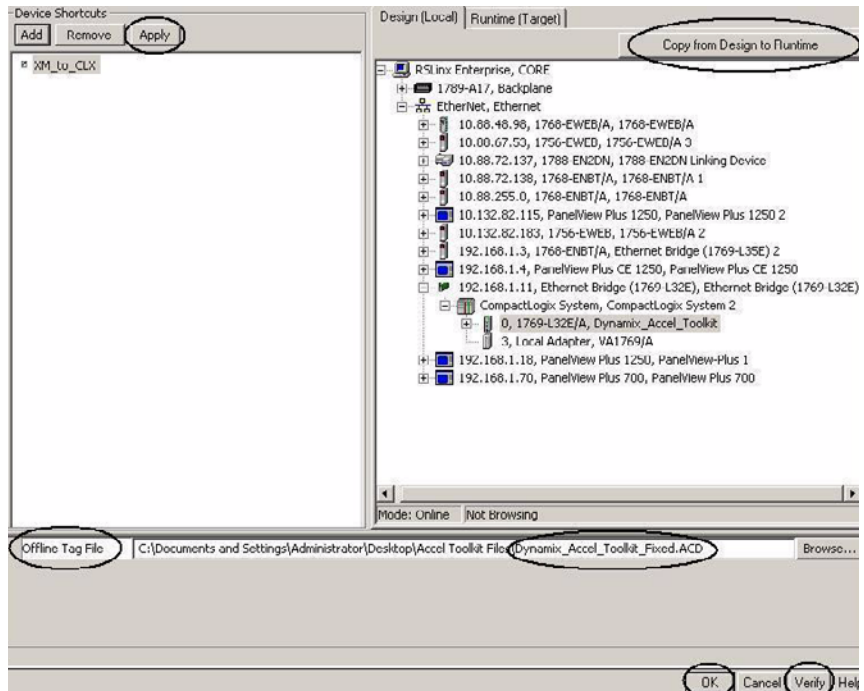 Device Shortcuts
Add Remove Apply
XM_to_CLX
Design (Local) Runtime (Target)
Copy from Design to Runtime
RSLinx Enterprise, CORE
1789-A17, Backplane
EtherNet, Ethernet
10.88.48.98, 1768-EWEB/A, 1768-EWEB/A
1756-EWEB, 1756-EWEB/A 3
10.88.72.137, 1788-EN2DN, 1788-EN2DN Linking Device
10.88.72.138, 1768-ENBT/A, 1768-ENBT/A 1
10.88.255.0, 1768-ENBT/A, 1768-ENBT/A
10.132.82.115, PanelView Plus 1250, PanelView Plus 1250 2
10.132.82.183, 1756-EWEB, 1756-EWEB/A 2
192.168.1.3, 1768-ENBT/A, Ethernet Bridge (1769-L35E) 2
192.168.1.4, PanelView Plus CE 1250, PanelView Plus CE 1250
192.168.1.11, Ethernet Bridge (1769-L32E), Ethernet Bridge (1769-L32E)
CompactLogix System, CompactLogix System 2
0, 1769-L32E/A, Dynamix_Accel_Toolkit
3, Local Adapter, VA1769/A
192.168.1.18, PanelView Plus 1250, PanelView-Plus 1
192.168.1.70, PanelView Plus 700, PanelView Plus 700
Mode: Online Not Browsing
Offline Tag File C:\Documents and Settings\Administrator\Desktop\Accel Toolkit Files\Dynamix_Accel_Toolkit_Fixed.ACD Browse...
OK Cancel Verify Help